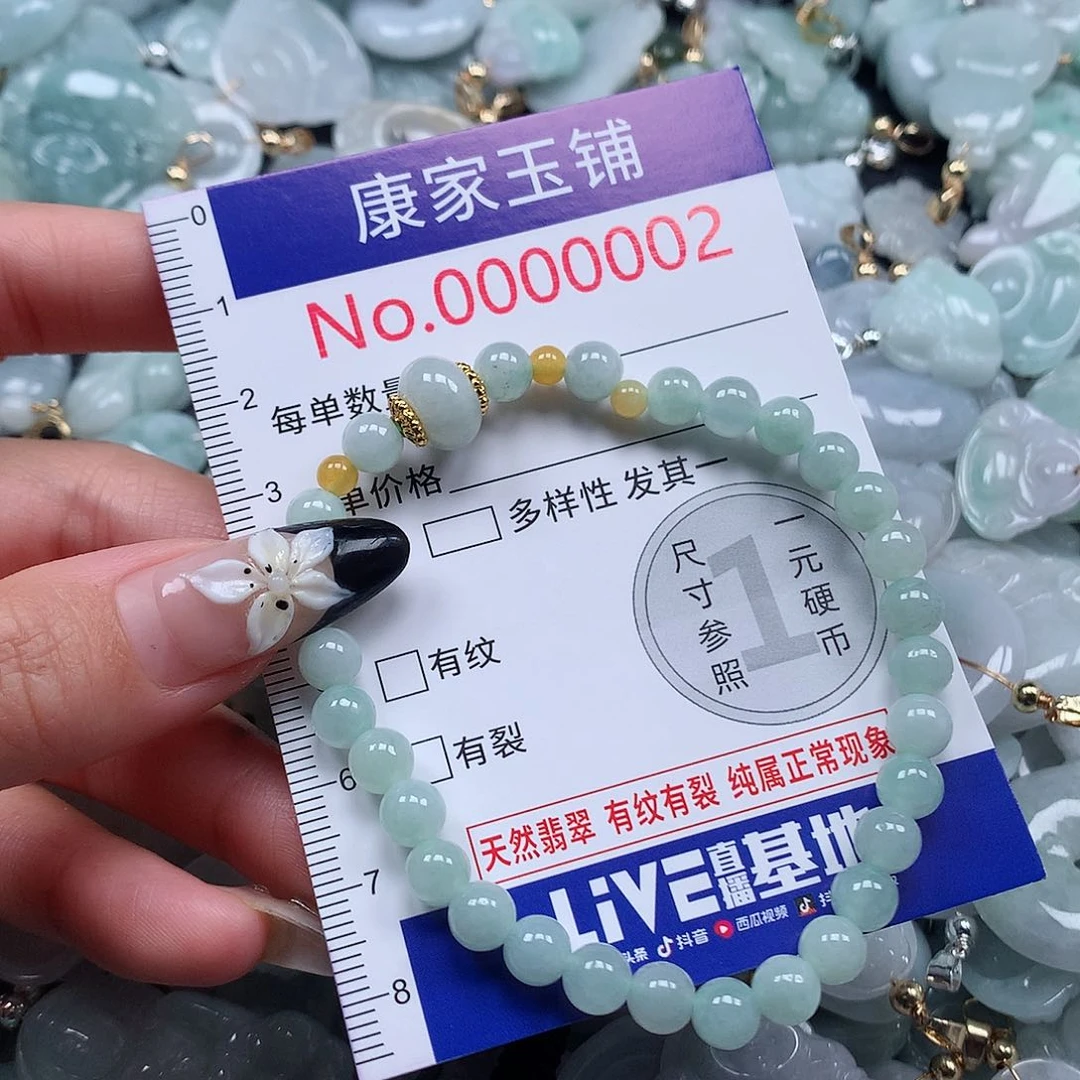 康家玉铺
No.0000002
0
1
2
3
6
7
8
每单数量
单价格
多样性 发其一
尺寸参照
1
一元硬币
有纹
有裂
天然翡翠 有纹有裂 纯属正常现象
LiVE直播基地
头条 抖音 西瓜视频 抖